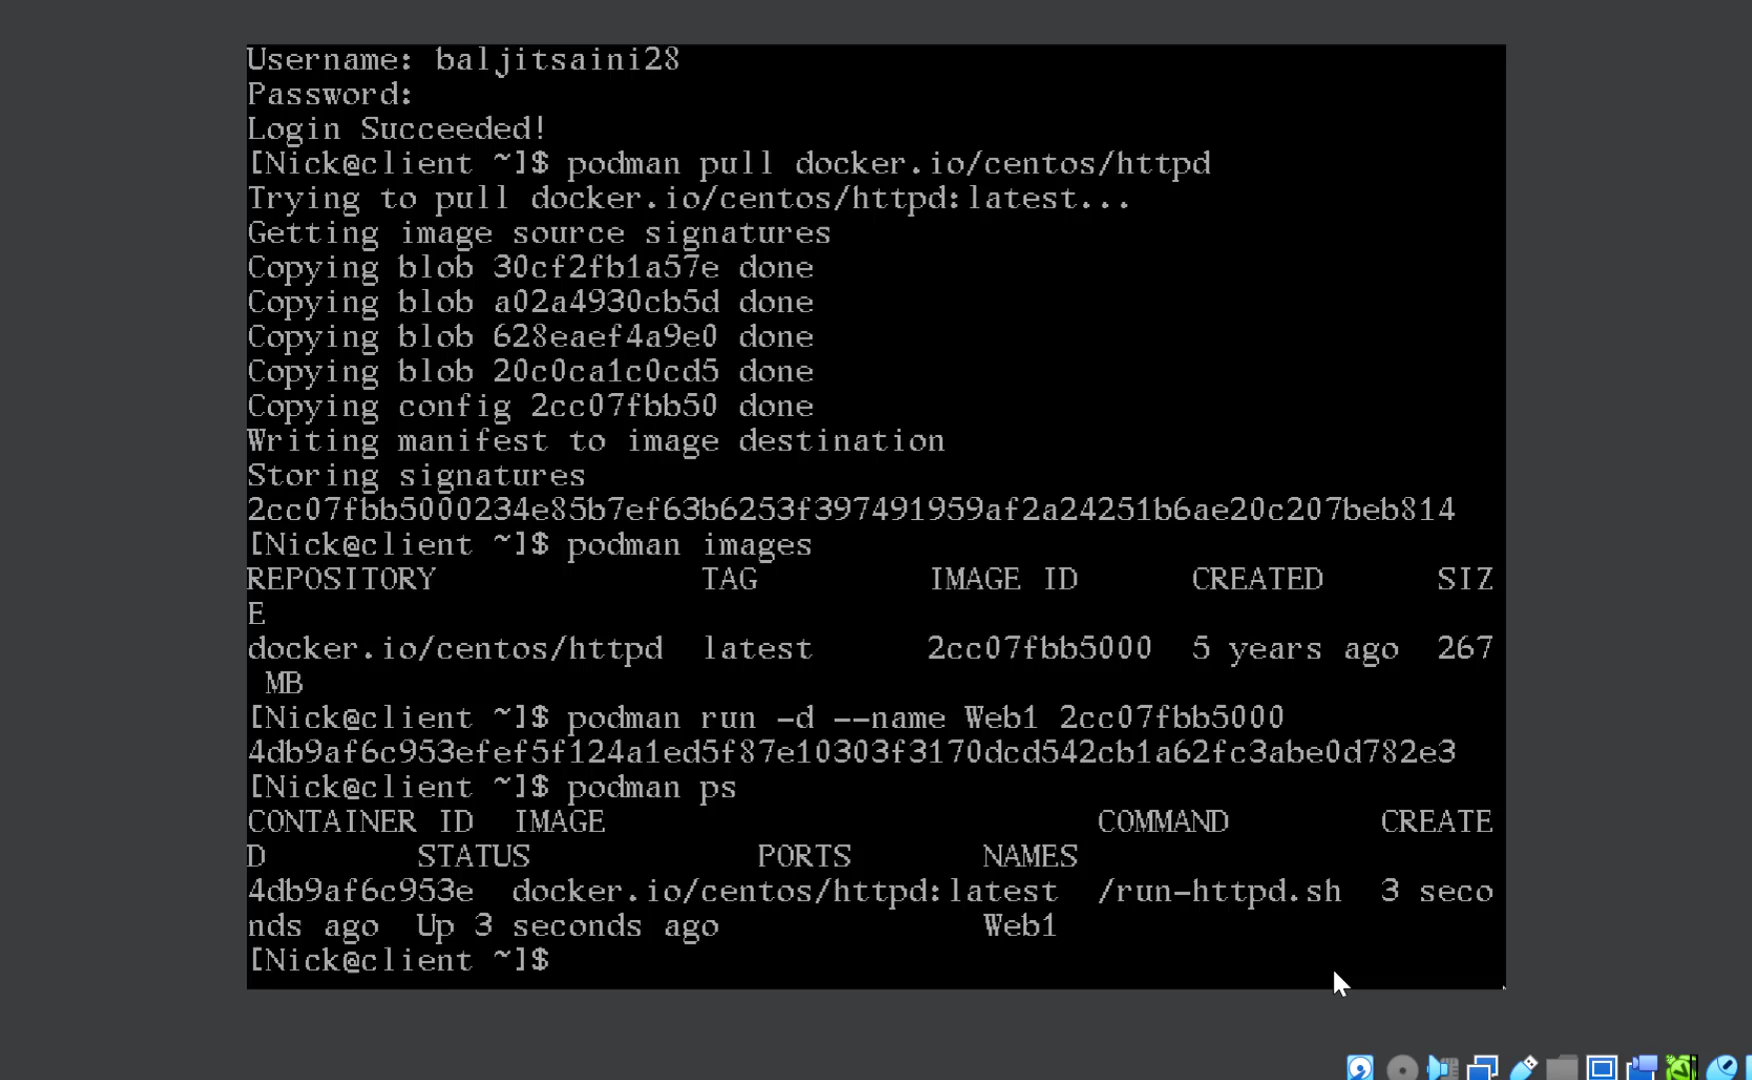 Username: baljitsaini28
Password:
Login Succeeded!
[Nick@client ~]$ podman pull docker.io/centos/httpd
Trying to pull docker.io/centos/httpd:latest...
Getting image source signatures
Copying blob 30cf2fb1a57e done
Copying blob a02a4930cb5d done
Copying blob 628eaef4a9e0 done
Copying blob 20c0ca1c0cd5 done
Copying config 2cc07fbb50 done
Writing manifest to image destination
Storing signatures
2cc07fbb5000234e85b7ef63b6253f397491959af2a24251b6ae20c207beb814
[Nick@client ~]$ podman images
REPOSITORY              TAG         IMAGE ID      CREATED      SIZ
E
docker.io/centos/httpd  latest      2cc07fbb5000  5 years ago  267
 MB
[Nick@client ~]$ podman run -d --name Web1 2cc07fbb5000
4db9af6c953efef5f124a1ed5f87e10303f3170dcd542cb1a62fc3abe0d782e3
[Nick@client ~]$ podman ps
CONTAINER ID  IMAGE                          COMMAND        CREATE
D        STATUS            PORTS       NAMES
4db9af6c953e  docker.io/centos/httpd:latest  /run-httpd.sh  3 seco
nds ago  Up 3 seconds ago              Web1
[Nick@client ~]$